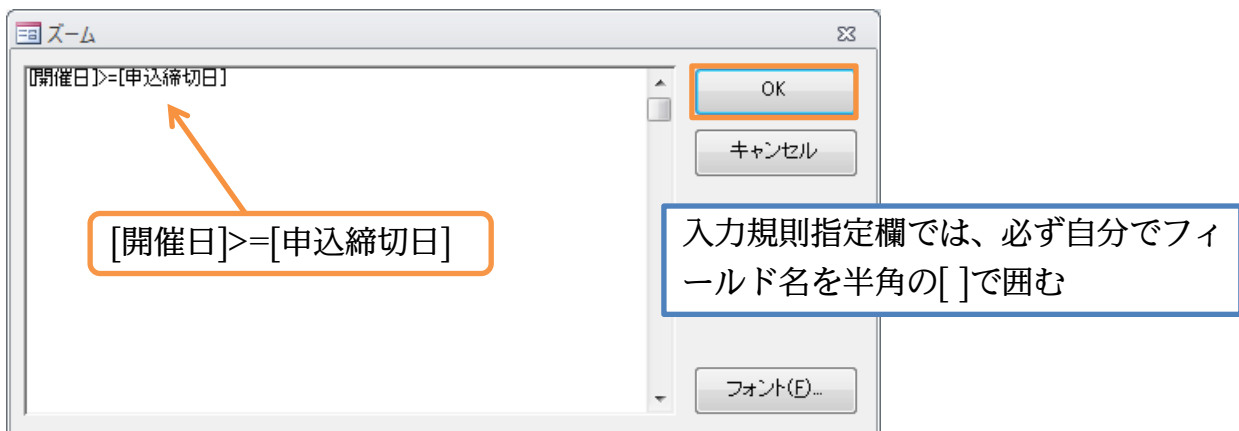 ズーム
[開催日]>=[申込締切日]
OK
キャンセル
[開催日]>=[申込締切日]
入力規則指定欄では、必ず自分でフィ
ールド名を半角の[ ]で囲む
フォント(F)...